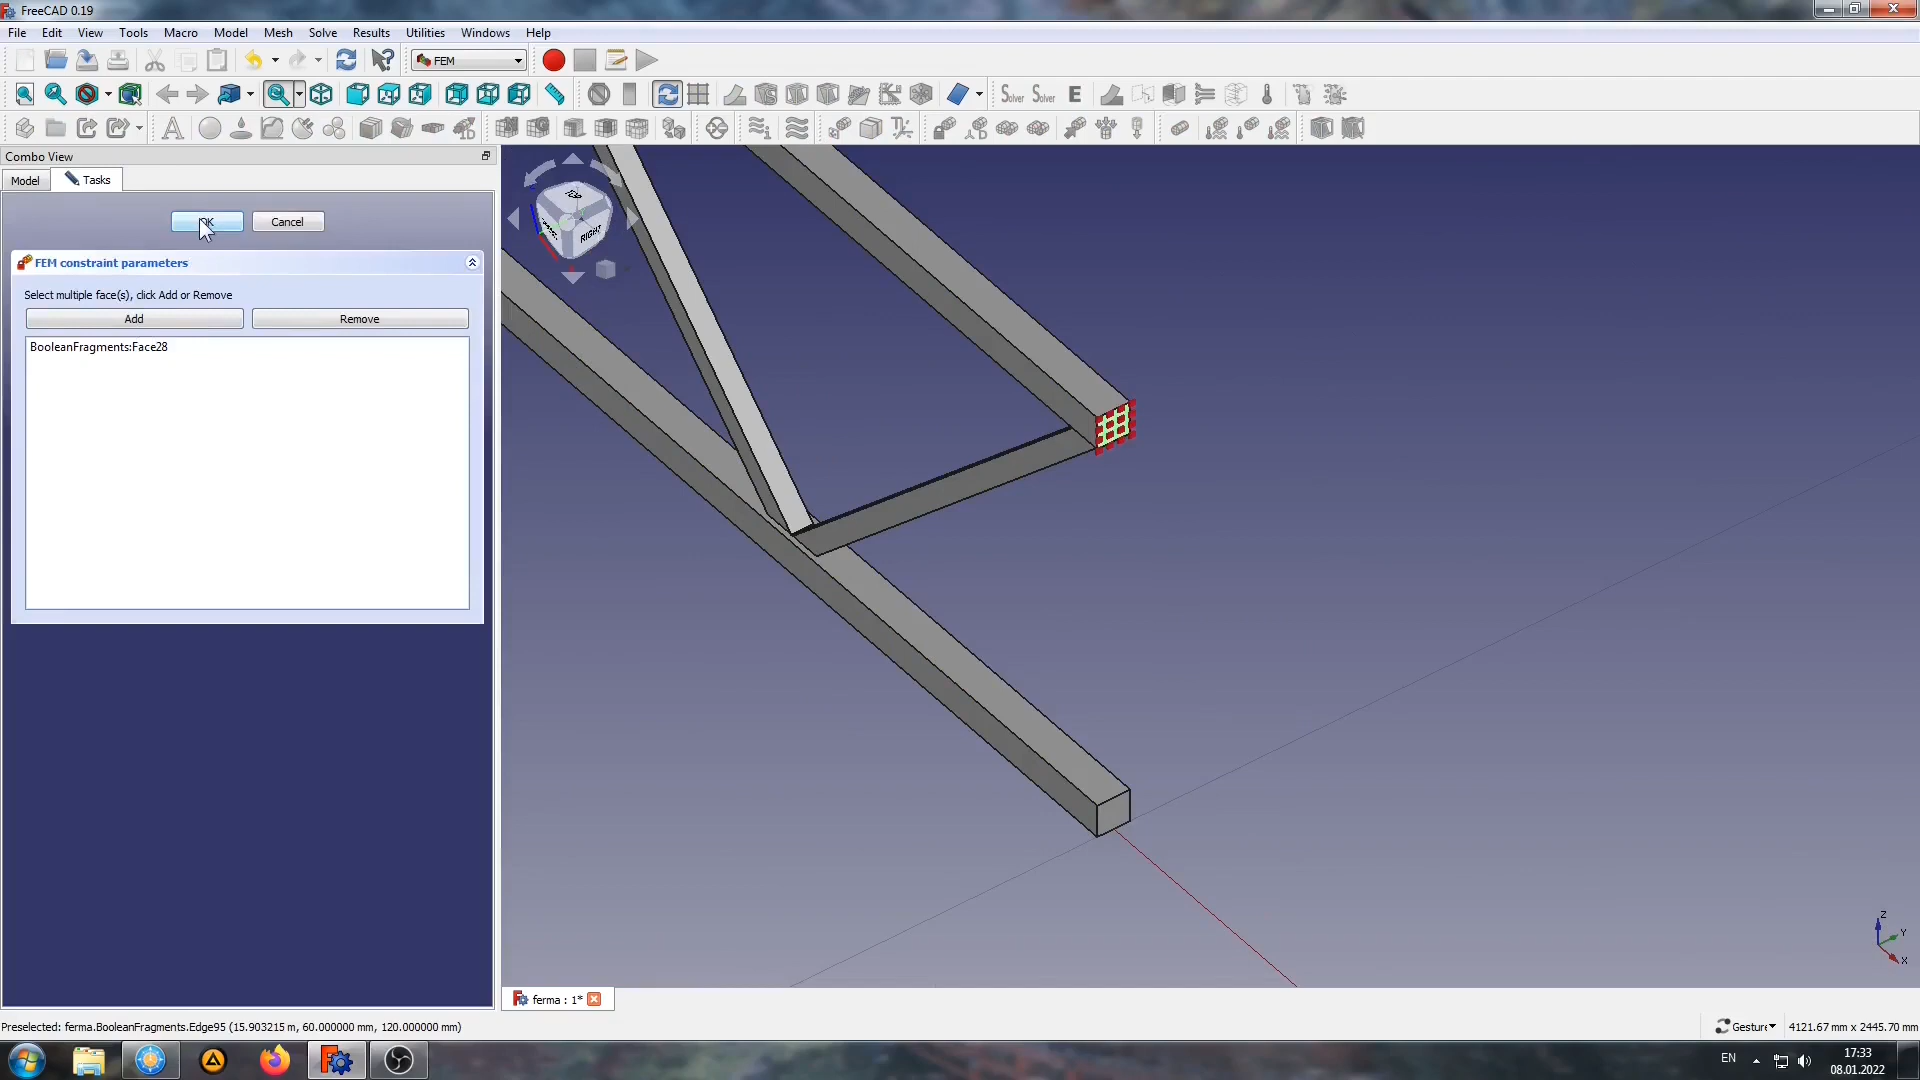 FreeCAD 0.19
File Edit View Tools Macro Model Mesh Solve Results Utilities Windows Help
FEM
Solver Solver E
Combo View
Model Tasks
OK Cancel
FEM constraint parameters
Select multiple face(s), click Add or Remove
Add Remove
BooleanFragments:Face28
RIGHT
Z
Y
X
ferma : 1*
Preselected: ferma.BooleanFragments.Edge95 (15.903215 m, 60.000000 mm, 120.000000 mm)
Gesture 4121.67 mm x 2445.70 mm
EN
17:33
08.01.2022